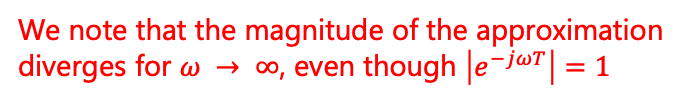 We note that the magnitude of the approximation
diverges for ω → ∞, even though |e^{−jωT}| = 1